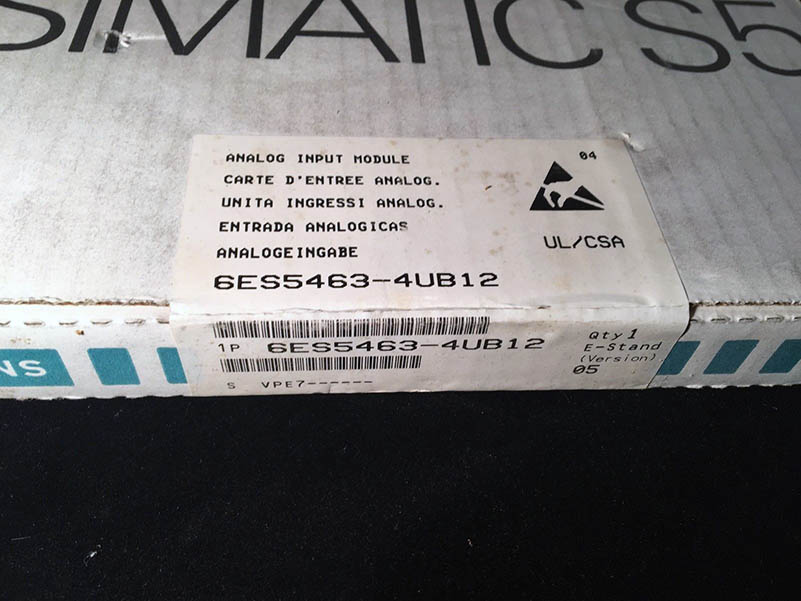 SIMATIC S5
ANALOG INPUT MODULE
CARTE D'ENTREE ANALOG.
UNITA INGRESSI ANALOG.
ENTRADA ANALOGICAS
ANALOGEINGABE
6ES5463-4UB12
04
UL/CSA
1P 6ES5463-4UB12
S VPE7------
Qty 1
E-Stand
(Version)
05
NS